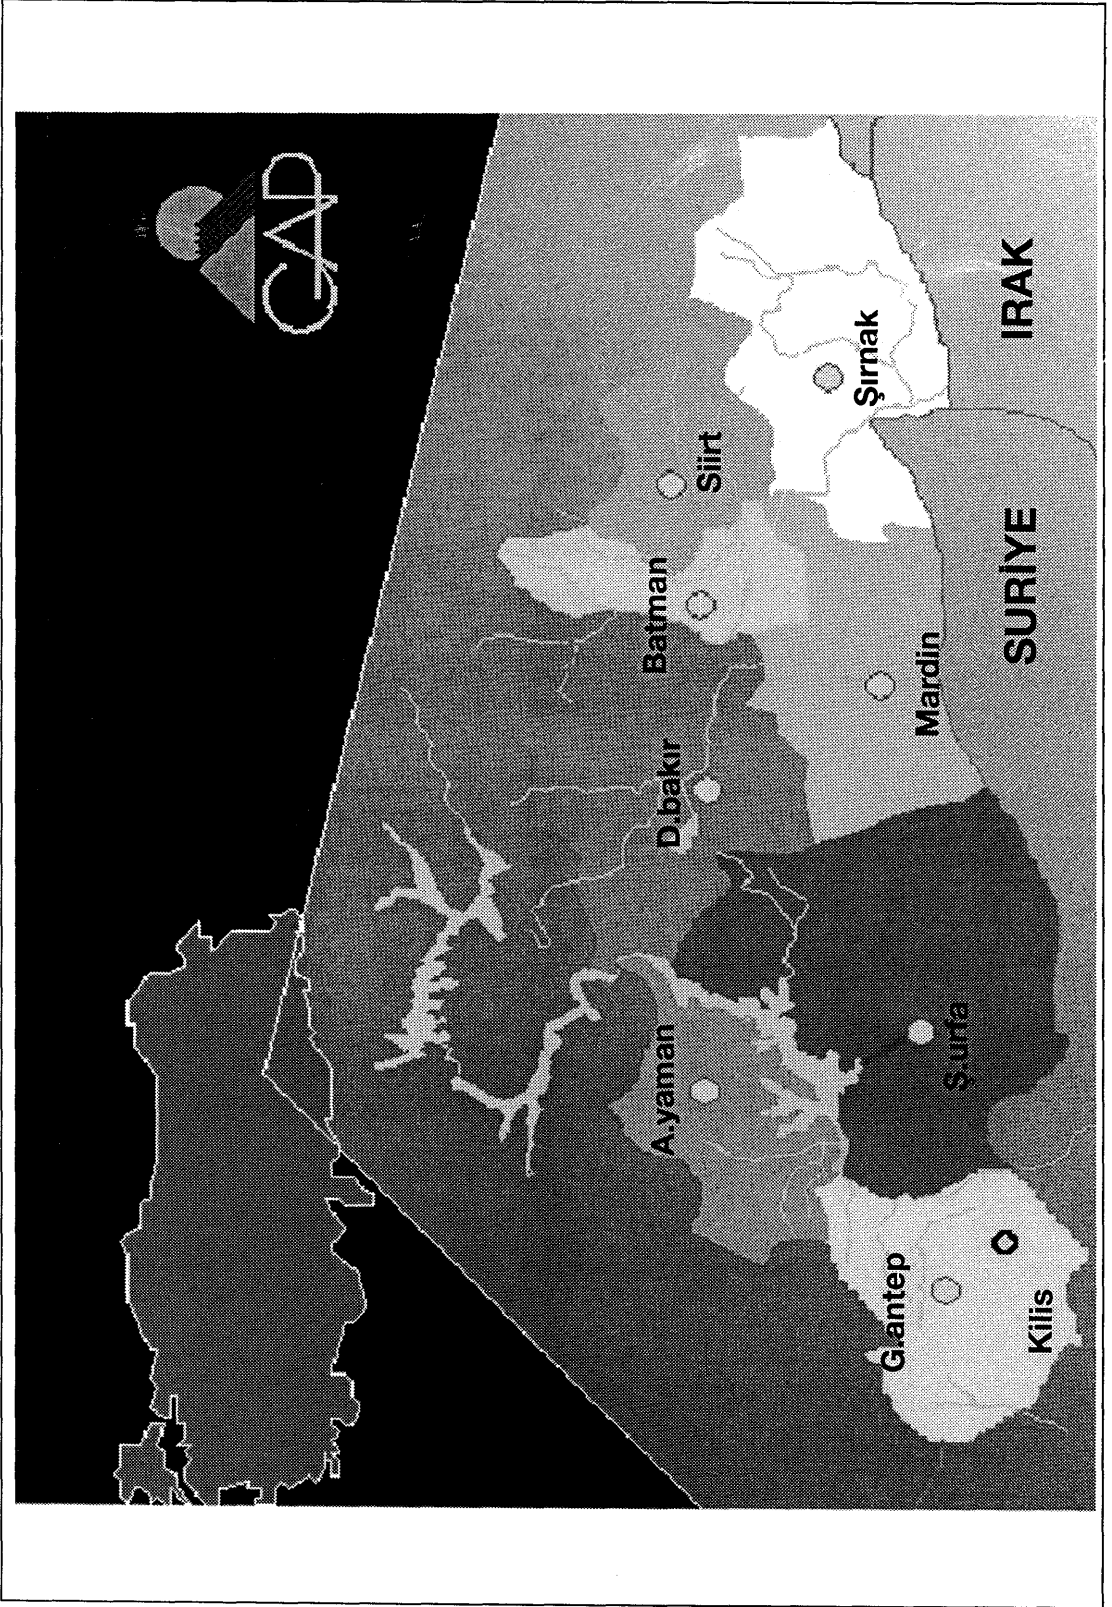 GAP
Siirt
Şırnak
Batman
D.bakır
Mardin
A.yaman
Ş.urfa
G.antep
Kilis
SURİYE
IRAK